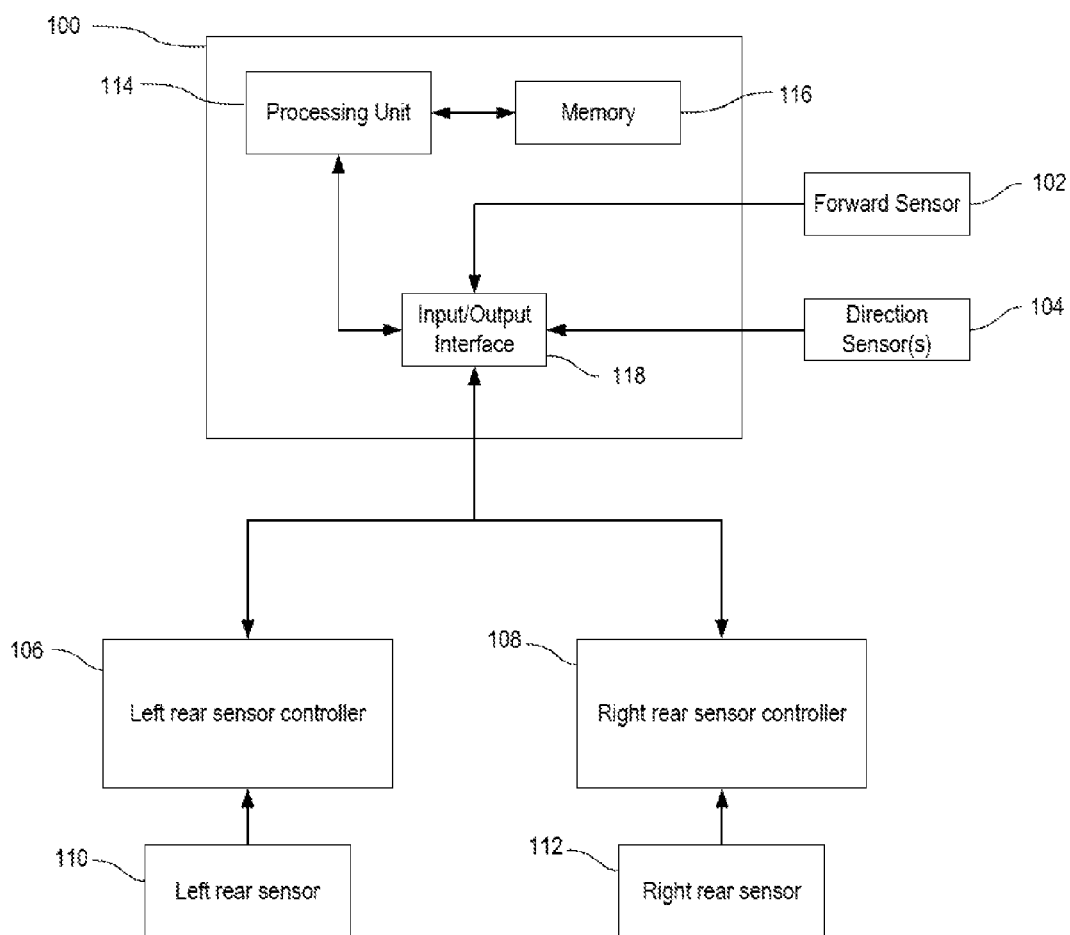 100
114
Processing Unit
Memory
116
Forward Sensor
102
Input/Output
Interface
118
Direction
Sensor(s)
104
106
Left rear sensor controller
108
Right rear sensor controller
110
Left rear sensor
112
Right rear sensor